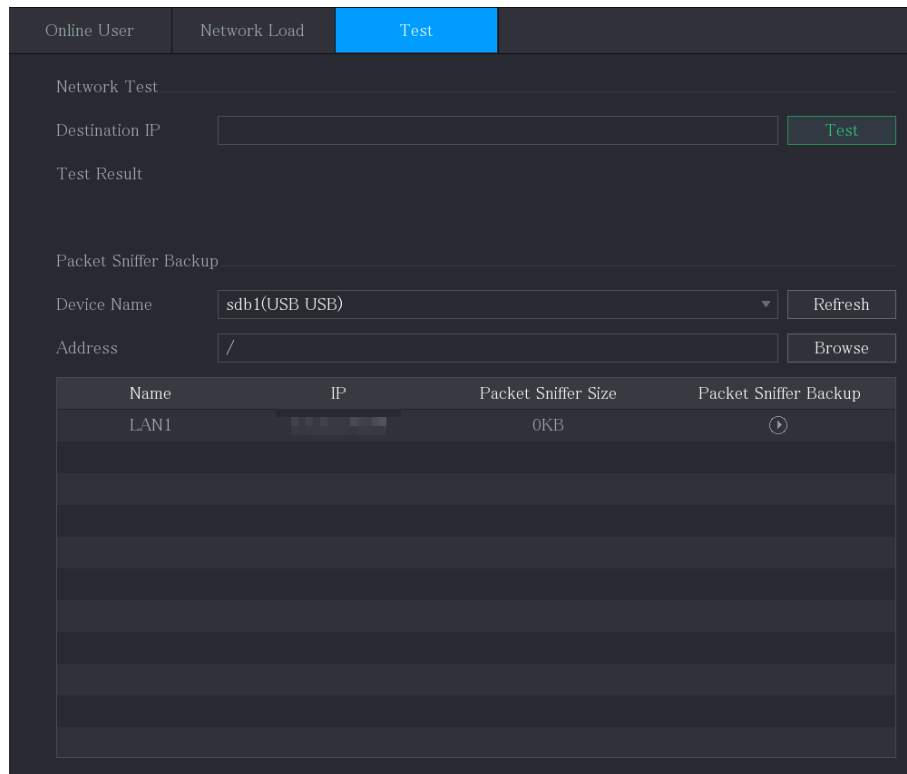 Online User Network Load Test
Network Test
Destination IP Test
Test Result
Packet Sniffer Backup
Device Name sdb1(USB USB) Refresh
Address / Browse
Name IP Packet Sniffer Size Packet Sniffer Backup
LAN1 0KB